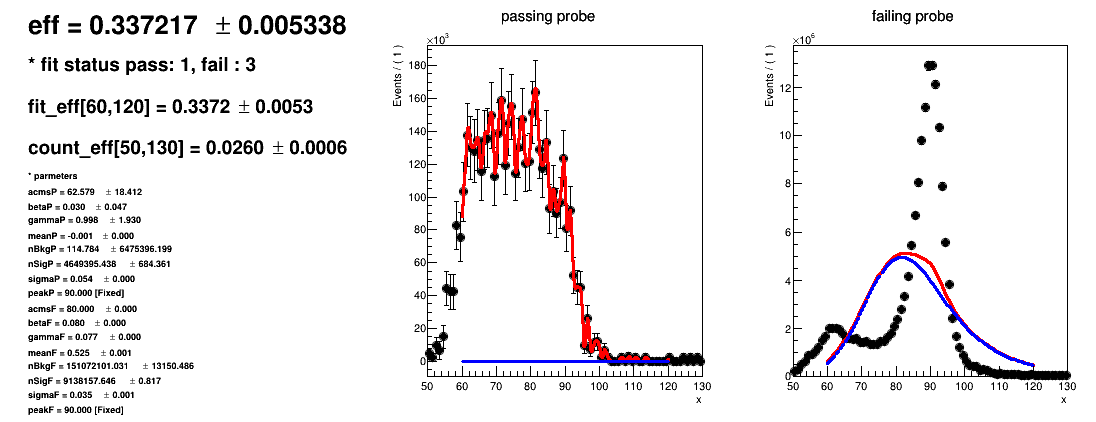 eff = 0.337217 ± 0.005338
* fit status pass: 1, fail : 3
fit_eff[60,120] = 0.3372 ± 0.0053
count_eff[50,130] = 0.0260 ± 0.0006
* parmeters
acmsP = 62.579 ± 18.412
betaP = 0.030 ± 0.047
gammaP = 0.998 ± 1.930
meanP = -0.001 ± 0.000
nBkgP = 114.784 ± 6475396.199
nSigP = 4649395.438 ± 684.361
sigmaP = 0.054 ± 0.000
peakP = 90.000 [Fixed]
acmsF = 80.000 ± 0.000
betaF = 0.080 ± 0.000
gammaF = 0.077 ± 0.000
meanF = 0.525 ± 0.001
nBkgF = 151072101.031 ± 13150.486
nSigF = 9138157.646 ± 0.817
sigmaF = 0.035 ± 0.001
peakF = 90.000 [Fixed]
passing probe
×10³
Events / ( 1 )
180
160
140
120
100
80
60
40
20
0
50 60 70 80 90 100 110 120 130
x
failing probe
×10⁶
Events / ( 1 )
12
10
8
6
4
2
0
50 60 70 80 90 100 110 120 130
x